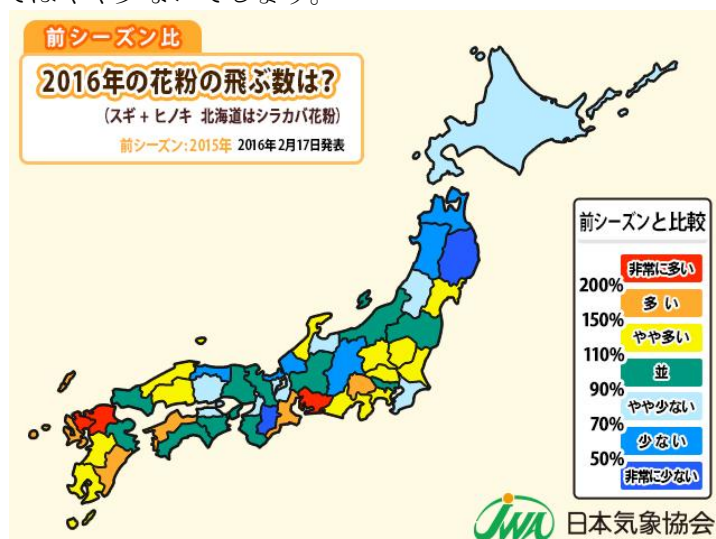 前シーズン比
2016年の花粉の飛ぶ数は?
(スギ + ヒノキ 北海道はシラカバ花粉)
前シーズン:2015年 2016年2月17日発表
前シーズンと比較
非常に多い
200%
多い
150%
やや多い
110%
並
90%
やや少ない
70%
少ない
50%
非常に少ない
JWA 日本気象協会